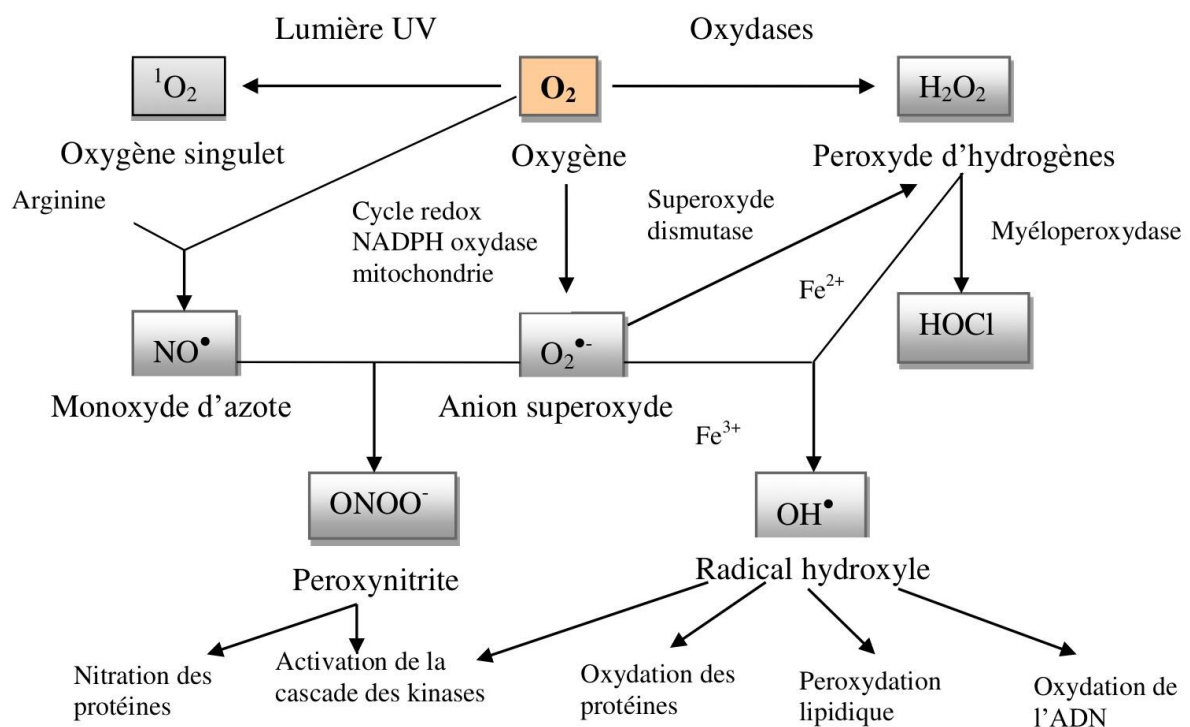 Lumière UV
Oxydases
¹O₂
O₂
H₂O₂
Oxygène singulet
Oxygène
Peroxyde d’hydrogènes
Arginine
Cycle redox
NADPH oxydase
mitochondrie
Superoxyde
dismutase
Myéloperoxydase
Fe²⁺
NO•
O₂•-
HOCl
Monoxyde d’azote
Anion superoxyde
Fe³⁺
ONOO⁻
OH•
Peroxynitrite
Radical hydroxyle
Nitration des
protéines
Activation de la
cascade des kinases
Oxydation des
protéines
Peroxydation
lipidique
Oxydation de
l’ADN